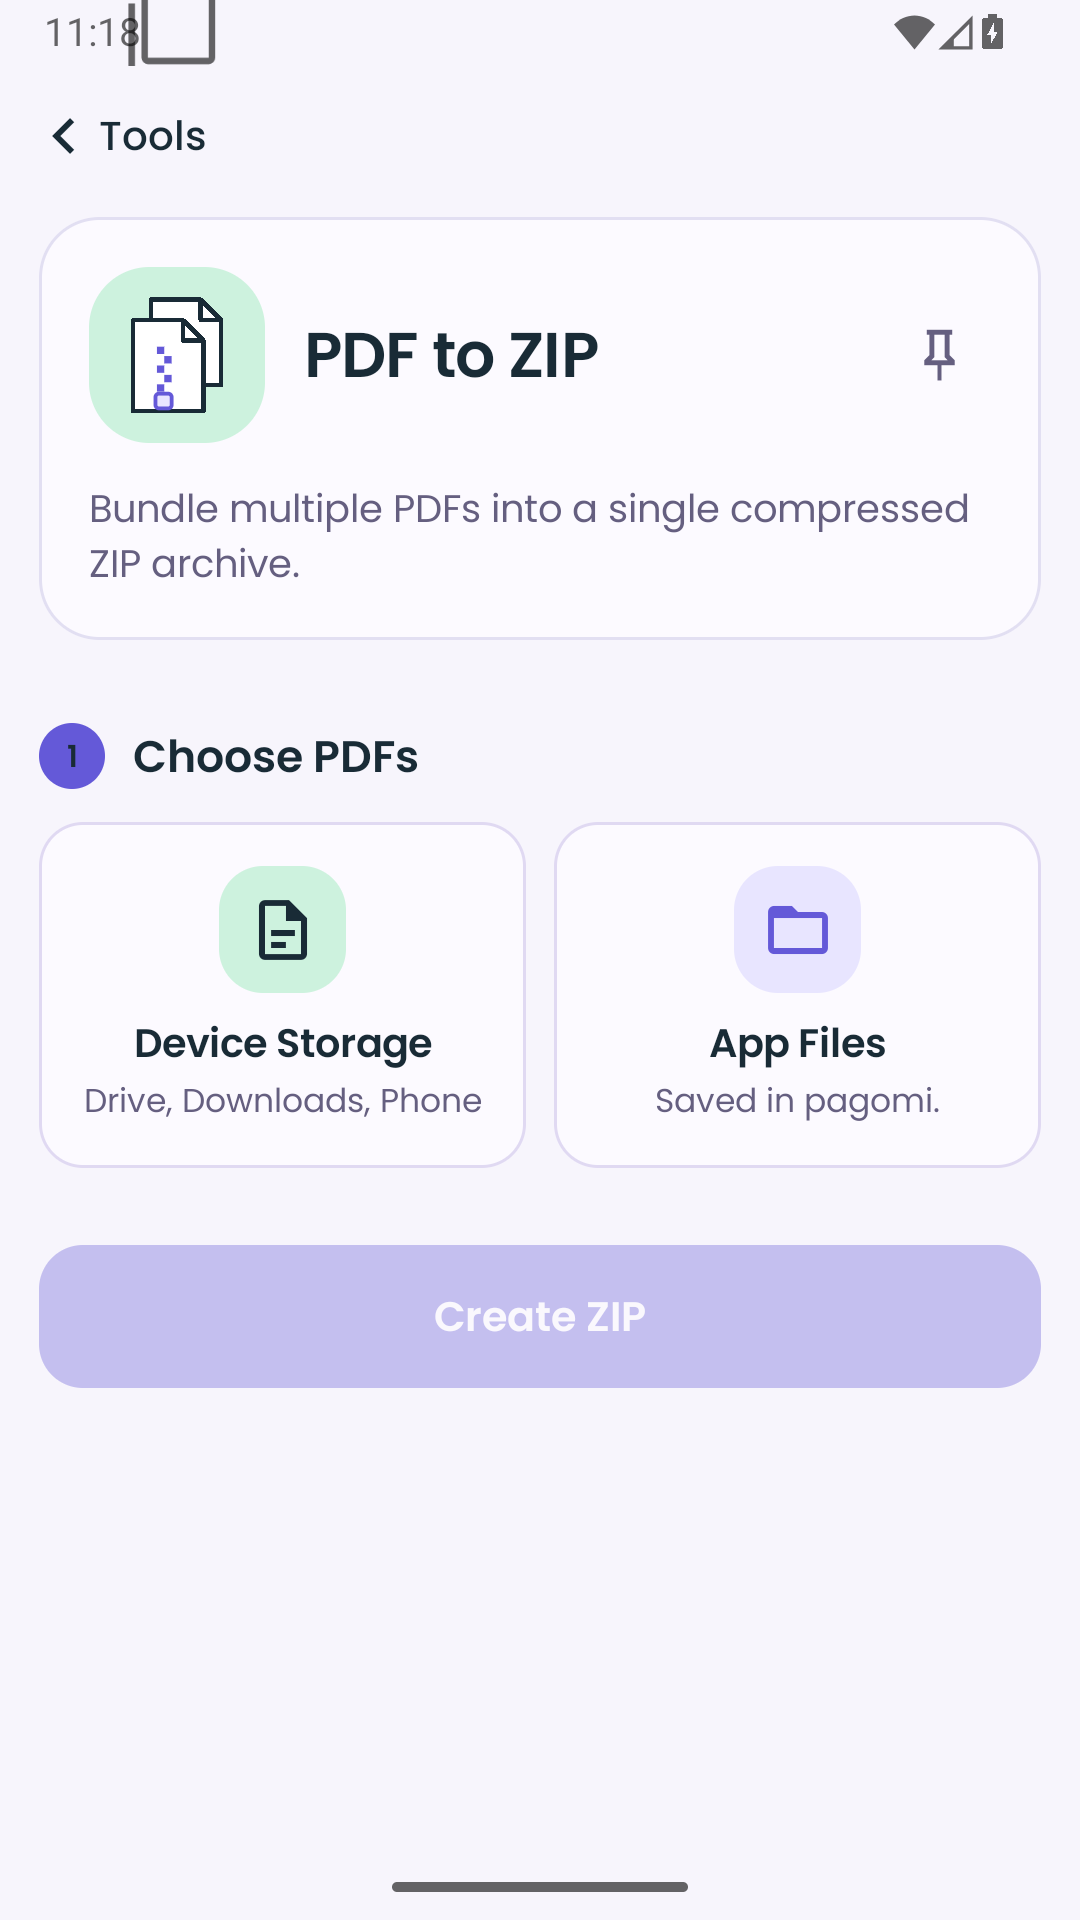 11:18
Tools
PDF to ZIP
Bundle multiple PDFs into a single compressed
ZIP archive.
1
Choose PDFs
Device Storage
Drive, Downloads, Phone
App Files
Saved in pagomi.
Create ZIP